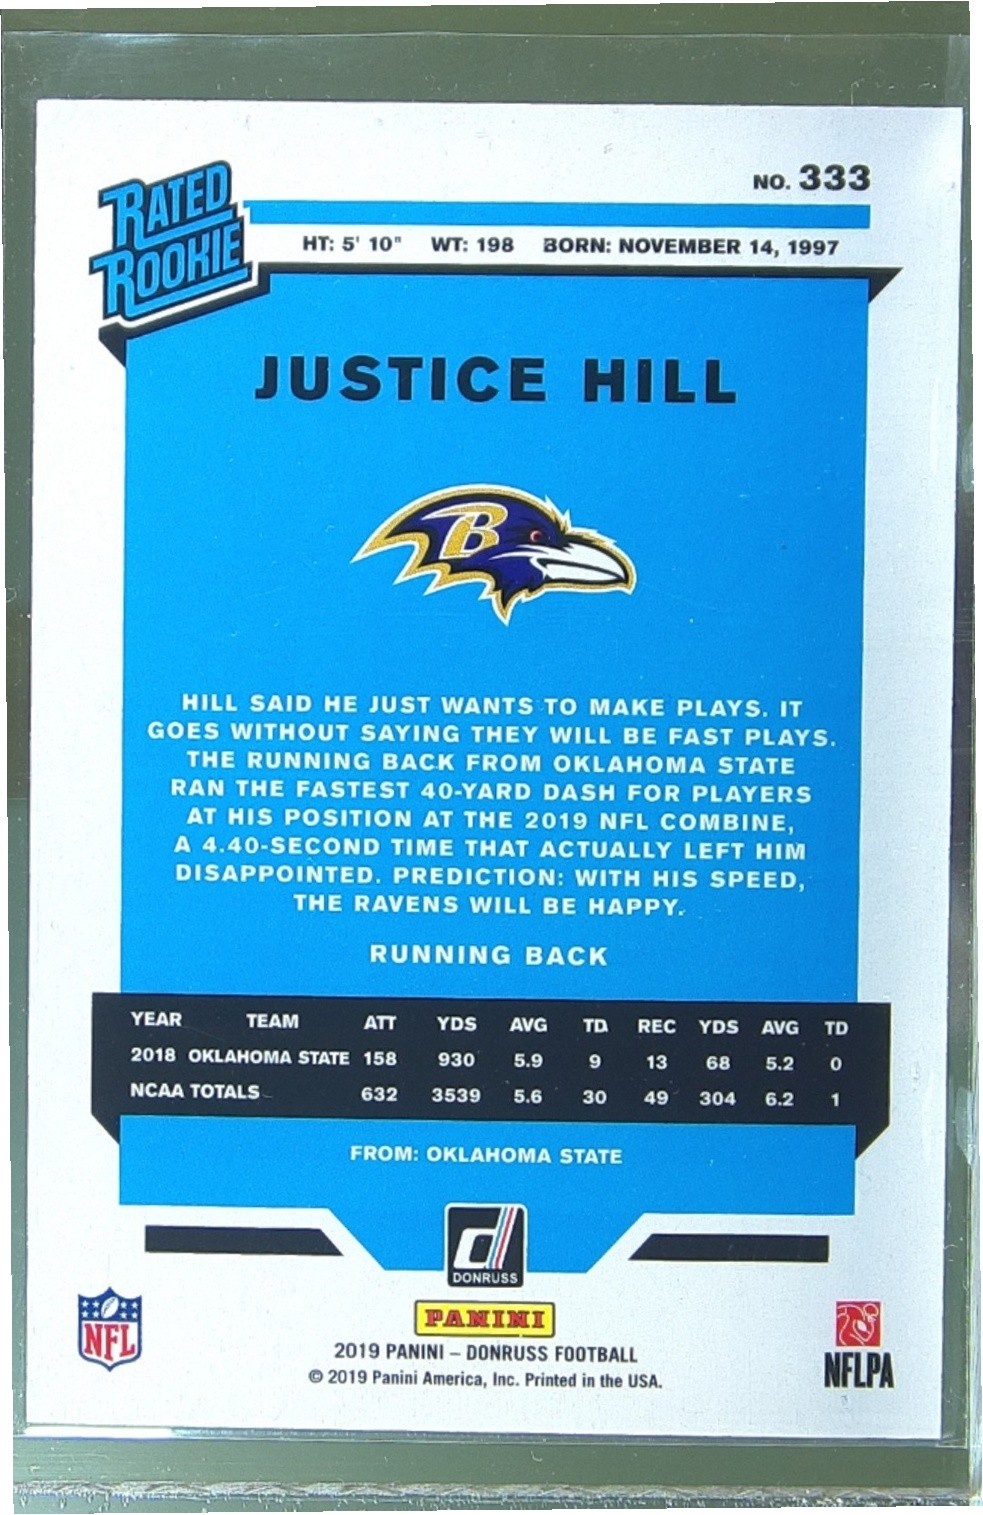 RATED
ROOKIE
NO. 333
HT: 5' 10" WT: 198 BORN: NOVEMBER 14, 1997
JUSTICE HILL
B
HILL SAID HE JUST WANTS TO MAKE PLAYS. IT
GOES WITHOUT SAYING THEY WILL BE FAST PLAYS.
THE RUNNING BACK FROM OKLAHOMA STATE
RAN THE FASTEST 40-YARD DASH FOR PLAYERS
AT HIS POSITION AT THE 2019 NFL COMBINE,
A 4.40-SECOND TIME THAT ACTUALLY LEFT HIM
DISAPPOINTED. PREDICTION: WITH HIS SPEED,
THE RAVENS WILL BE HAPPY.
RUNNING BACK
YEAR TEAM ATT YDS AVG TD REC YDS AVG TD
2018 OKLAHOMA STATE 158 930 5.9 9 13 68 5.2 0
NCAA TOTALS 632 3539 5.6 30 49 304 6.2 1
FROM: OKLAHOMA STATE
d
DONRUSS
PANINI
NFL
2019 PANINI – DONRUSS FOOTBALL
© 2019 Panini America, Inc. Printed in the USA.
NFLPA